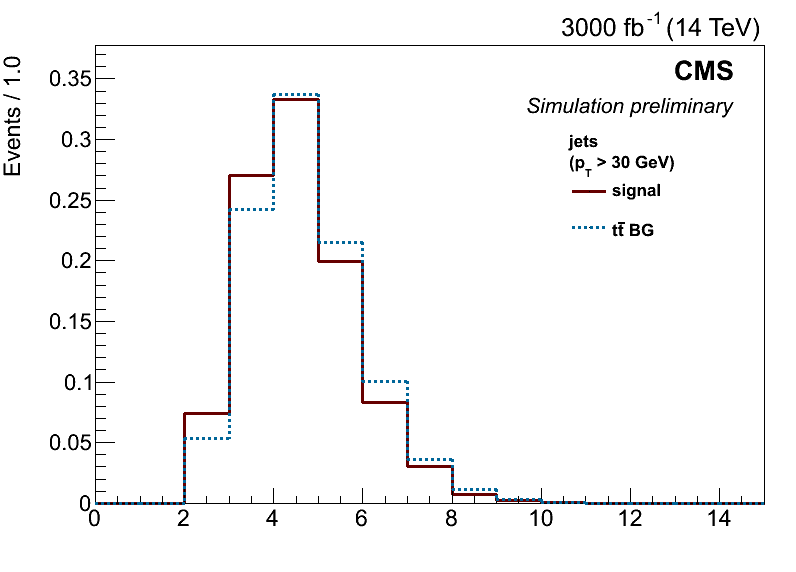 3000 fb⁻¹ (14 TeV)
CMS
Simulation preliminary
jets
(p_T > 30 GeV)
signal
tt̄ BG
Events / 1.0
0.35
0.3
0.25
0.2
0.15
0.1
0.05
0
0 2 4 6 8 10 12 14